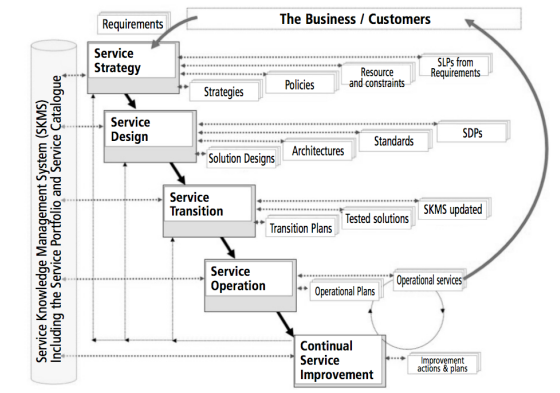 Requirements
The Business / Customers
Service Knowledge Management System (SKMS)
Including the Service Portfolio and Service Catalogue
Service
Strategy
Strategies
Policies
Resource
and constraints
SLPs from
Requirements
Service
Design
Solution Designs
Architectures
Standards
SDPs
Service
Transition
Transition Plans
Tested solutions
SKMS updated
Service
Operation
Operational Plans
Operational services
Continual
Service
Improvement
Improvement
actions & plans